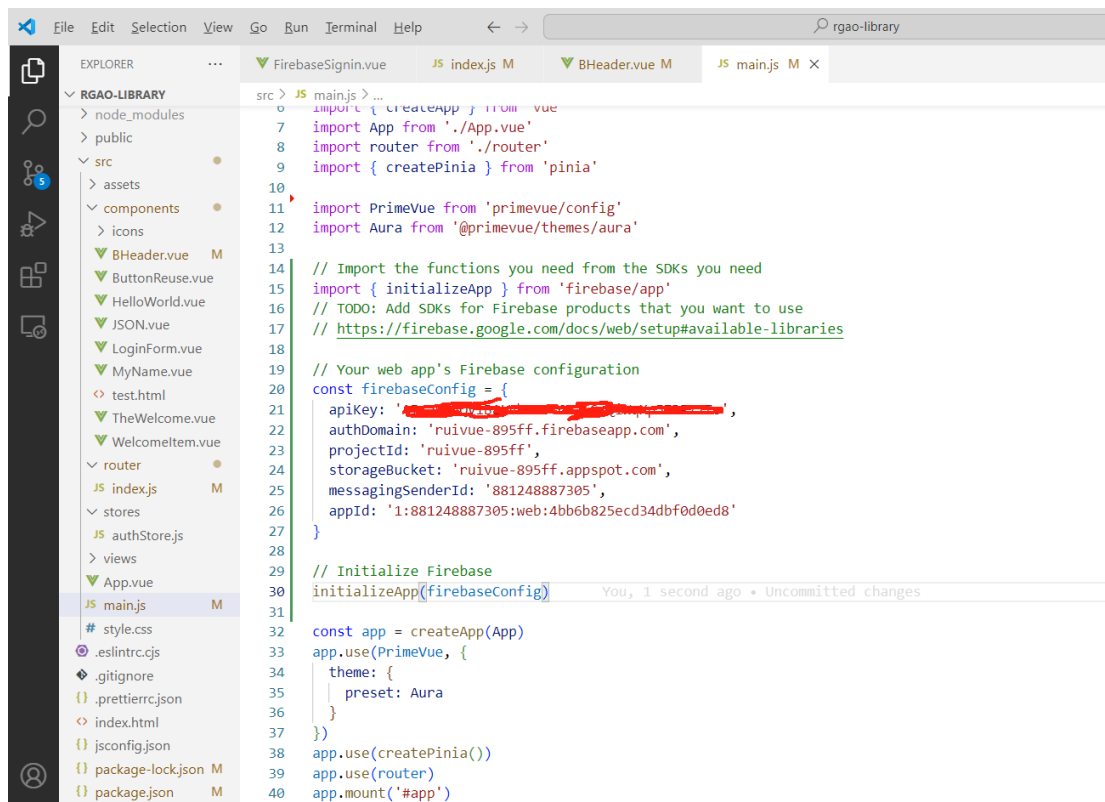 File Edit Selection View Go Run Terminal Help ← → rgao-library
EXPLORER ···
FirebaseSignin.vue JS index.js M BHeader.vue M JS main.js M ×
RGAO-LIBRARY
node_modules
public
src
assets
components
icons
BHeader.vue M
ButtonReuse.vue
HelloWorld.vue
JSON.vue
LoginForm.vue
MyName.vue
<> test.html
TheWelcome.vue
WelcomeItem.vue
router
JS index.js M
stores
JS authStore.js
views
App.vue
JS main.js M
# style.css
.eslintrc.cjs
.gitignore
{} .prettierrc.json
<> index.html
{} jsconfig.json
{} package-lock.json M
{} package.json M
5
src > JS main.js > ...
6 import { createApp } from 'vue'
7 import App from './App.vue'
8 import router from './router'
9 import { createPinia } from 'pinia'
10
11 import PrimeVue from 'primevue/config'
12 import Aura from '@primevue/themes/aura'
13
14 // Import the functions you need from the SDKs you need
15 import { initializeApp } from 'firebase/app'
16 // TODO: Add SDKs for Firebase products that you want to use
17 // https://firebase.google.com/docs/web/setup#available-libraries
18
19 // Your web app's Firebase configuration
20 const firebaseConfig = {
21 apiKey: '',
22 authDomain: 'ruivue-895ff.firebaseapp.com',
23 projectId: 'ruivue-895ff',
24 storageBucket: 'ruivue-895ff.appspot.com',
25 messagingSenderId: '881248887305',
26 appId: '1:881248887305:web:4bb6b825ecd34dbf0d0ed8'
27 }
28
29 // Initialize Firebase
30 initializeApp(firebaseConfig) You, 1 second ago • Uncommitted changes
31
32 const app = createApp(App)
33 app.use(PrimeVue, {
34 theme: {
35 preset: Aura
36 }
37 })
38 app.use(createPinia())
39 app.use(router)
40 app.mount('#app')